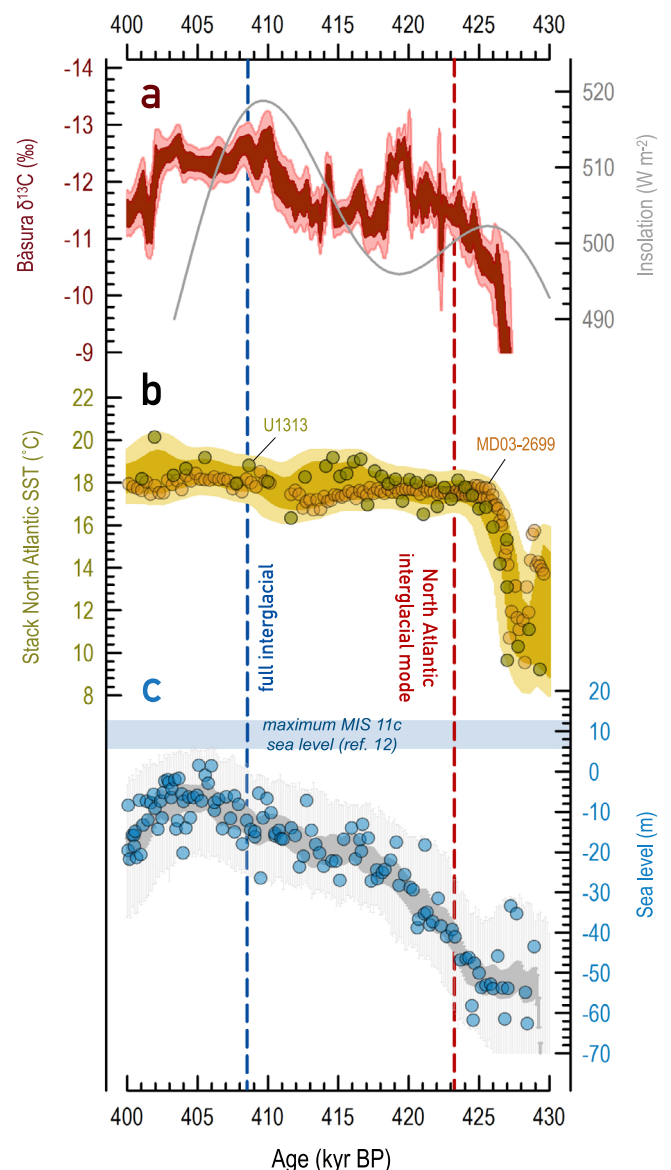 400 405 410 415 420 425 430
a
-14
-13
-12
-11
-10
-9
Bàsura δ¹³C (‰)
520
510
500
490
Insolation (W m-²)
b
22
20
18
16
14
12
10
8
Stack North Atlantic SST (°C)
U1313
MD03-2699
full interglacial
North Atlantic
interglacial mode
c
maximum MIS 11c
sea level (ref. 12)
20
10
0
-10
-20
-30
-40
-50
-60
-70
Sea level (m)
400 405 410 415 420 425 430
Age (kyr BP)